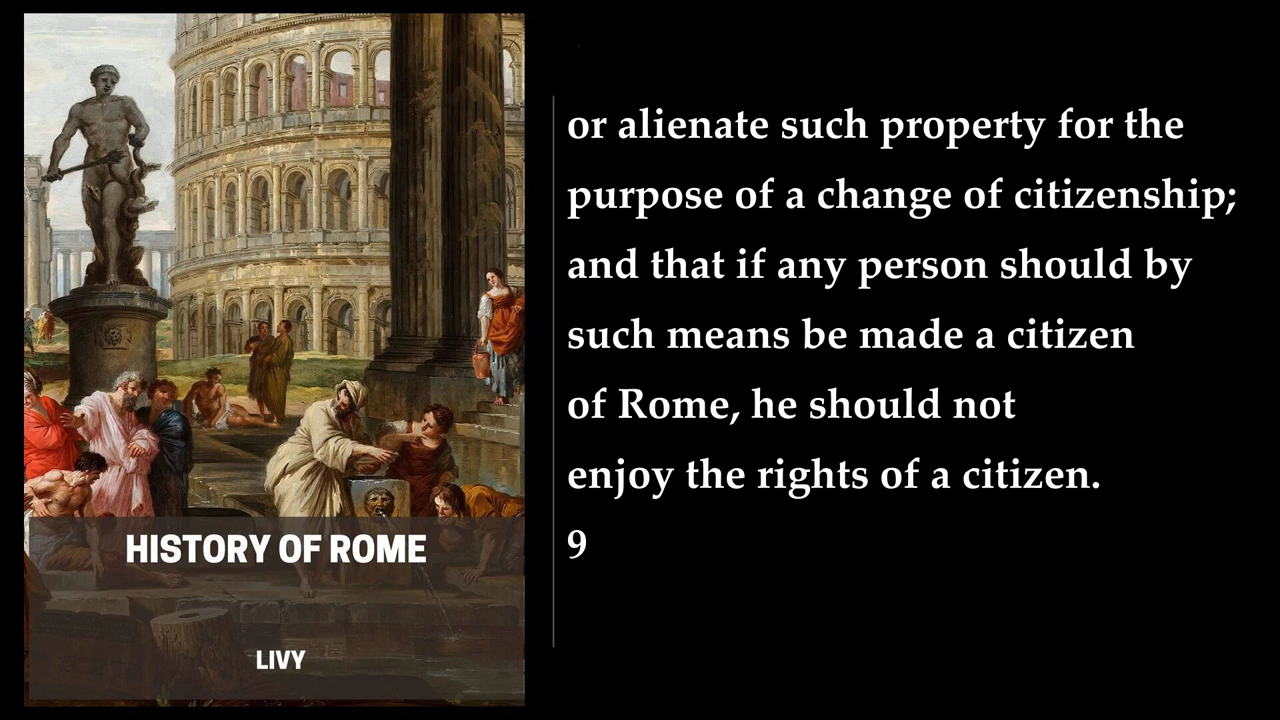 HISTORY OF ROME
LIVY
or alienate such property for the
purpose of a change of citizenship;
and that if any person should by
such means be made a citizen
of Rome, he should not
enjoy the rights of a citizen.
9